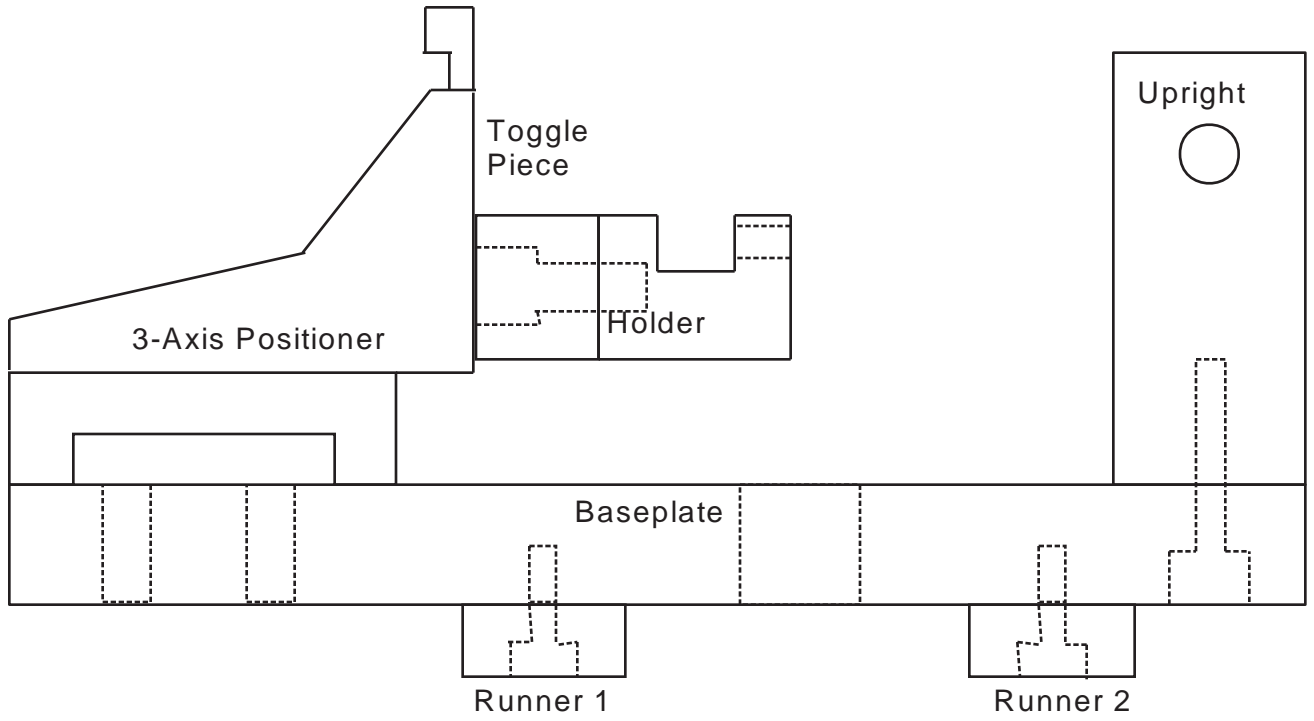 Upright
Toggle
Piece
Holder
3-Axis Positioner
Baseplate
Runner 1
Runner 2